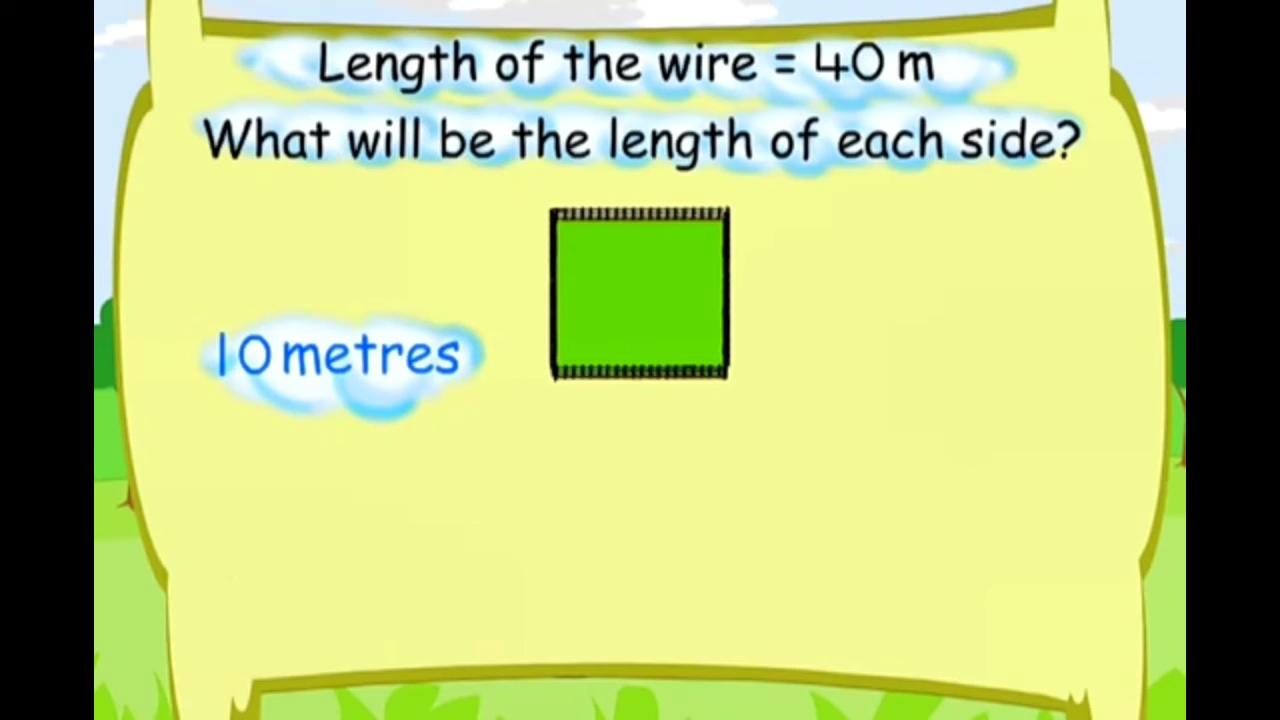 Length of the wire = 40 m
What will be the length of each side?
10 metres